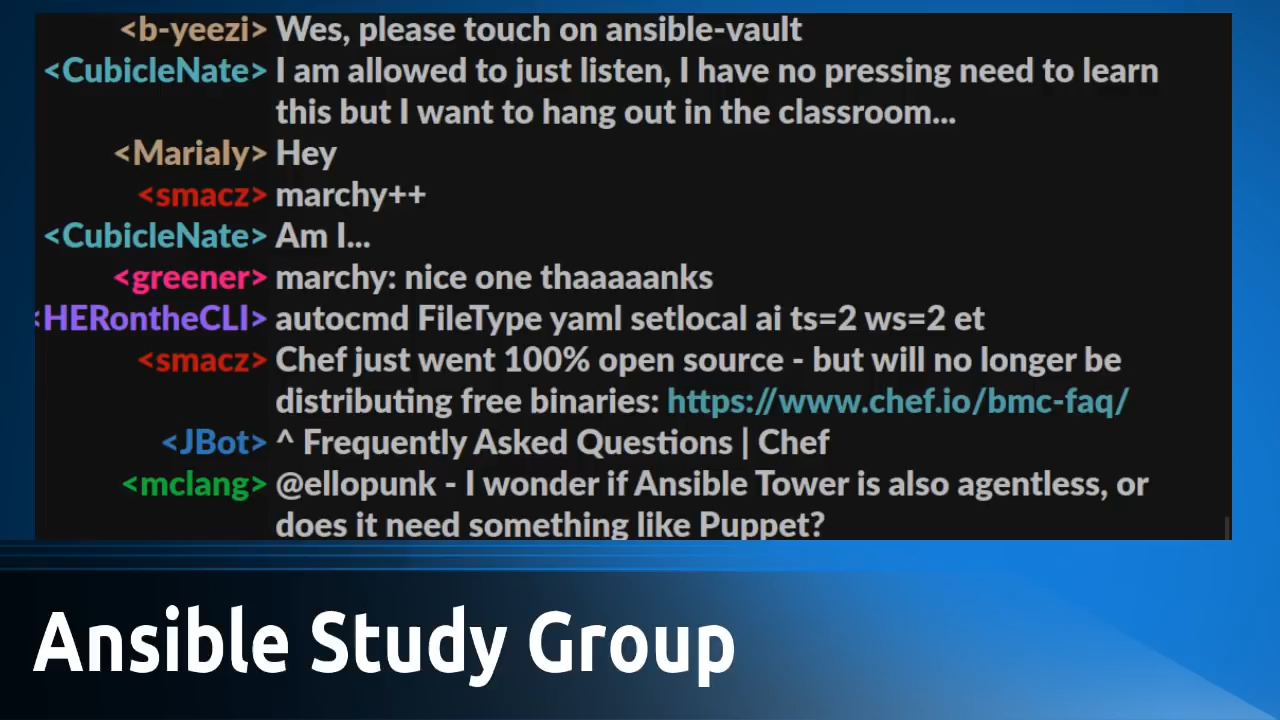 <b-yeezi> Wes, please touch on ansible-vault
<CubicleNate> I am allowed to just listen, I have no pressing need to learn
this but I want to hang out in the classroom...
<Marialy> Hey
<smacz> marchy++
<CubicleNate> Am I...
<greener> marchy: nice one thaaaaanks
<HERontheCLI> autocmd FileType yaml setlocal ai ts=2 ws=2 et
<smacz> Chef just went 100% open source - but will no longer be
distributing free binaries: https://www.chef.io/bmc-faq/
<JBot> ^ Frequently Asked Questions | Chef
<mclang> @ellopunk - I wonder if Ansible Tower is also agentless, or
does it need something like Puppet?
Ansible Study Group